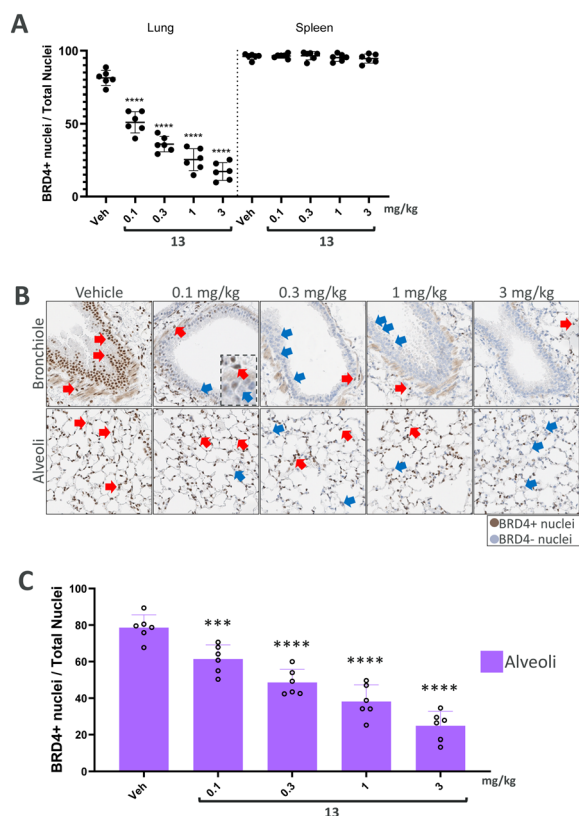 A
Lung
Spleen
BRD4+ nuclei / Total Nuclei
100
50
0
****
****
****
****
Veh
0.1
0.3
1
3
Veh
0.1
0.3
1
3
mg/kg
13
13
B
Vehicle
0.1 mg/kg
0.3 mg/kg
1 mg/kg
3 mg/kg
Bronchiole
Alveoli
BRD4+ nuclei
BRD4- nuclei
C
BRD4+ nuclei / Total Nuclei
100
80
60
40
20
0
***
****
****
****
Alveoli
Veh
0.1
0.3
1
3
mg/kg
13